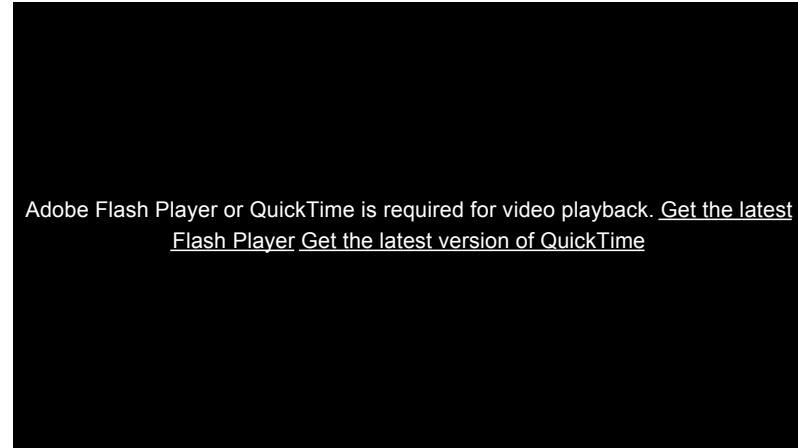 Adobe Flash Player or QuickTime is required for video playback. Get the latest
Flash Player Get the latest version of QuickTime